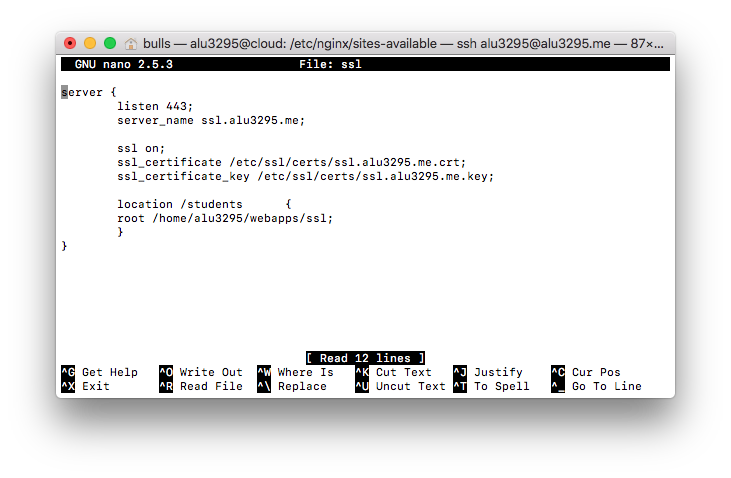 bulls — alu3295@cloud: /etc/nginx/sites-available — ssh alu3295@alu3295.me — 87×...
GNU nano 2.5.3 File: ssl
server {
listen 443;
server_name ssl.alu3295.me;
ssl on;
ssl_certificate /etc/ssl/certs/ssl.alu3295.me.crt;
ssl_certificate_key /etc/ssl/certs/ssl.alu3295.me.key;
location /students {
root /home/alu3295/webapps/ssl;
}
}
[ Read 12 lines ]
^G Get Help ^O Write Out ^W Where Is ^K Cut Text ^J Justify ^C Cur Pos
^X Exit ^R Read File ^\ Replace ^U Uncut Text ^T To Spell ^_ Go To Line